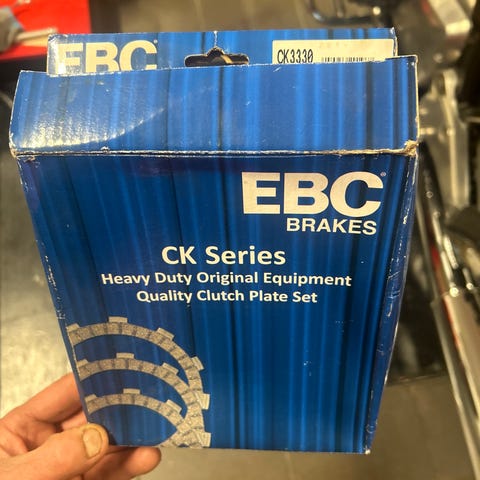 EBC
CK3330
EBC
BRAKES
CK Series
Heavy Duty Original Equipment
Quality Clutch Plate Set